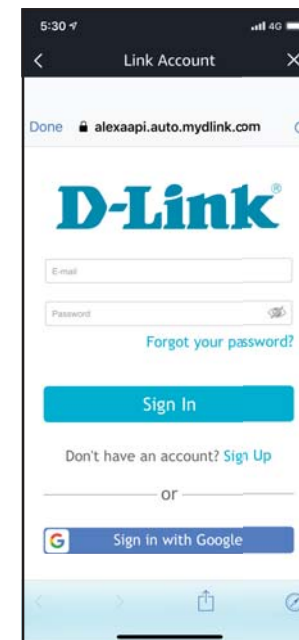 5:30
4G
Link Account
Done alexaapi.auto.mydlink.com
D-Link®
E-mail
Password
Forgot your password?
Sign In
Don't have an account? Sign Up
or
G Sign in with Google